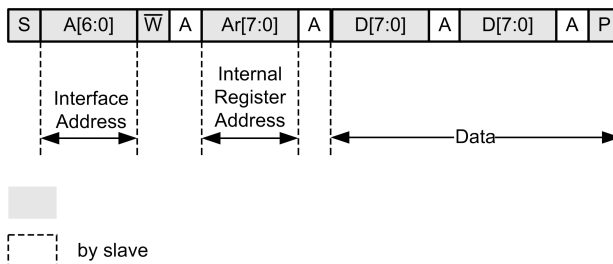 S A[6:0] W̅ A Ar[7:0] A D[7:0] A D[7:0] A P
Interface
Address
Internal
Register
Address
Data
by slave